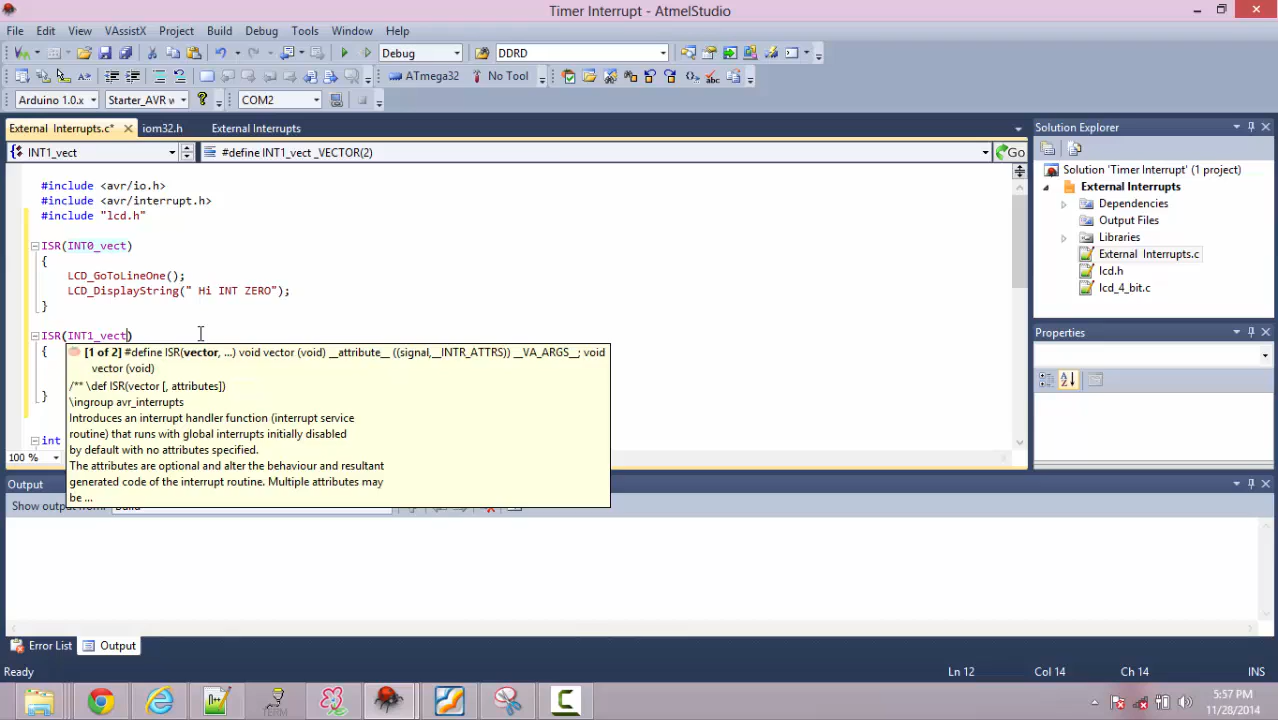 Timer Interrupt - AtmelStudio
File Edit View VAssistX Project Build Debug Tools Window Help
Debug DDRD
ATmega32 No Tool
Arduino 1.0.x Starter_AVR w COM2
External Interrupts.c* iom32.h External Interrupts
INT1_vect #define INT1_vect _VECTOR(2) Go
#include <avr/io.h>
#include <avr/interrupt.h>
#include "lcd.h"
ISR(INT0_vect)
{
LCD_GoToLineOne();
LCD_DisplayString(" Hi INT ZERO");
}
ISR(INT1_vect)
{
[1 of 2] #define ISR(vector, ...) void vector (void) __attribute__ ((signal,__INTR_ATTRS)) __VA_ARGS__; void
vector (void)
/** \def ISR(vector [, attributes])
\ingroup avr_interrupts
Introduces an interrupt handler function (interrupt service
routine) that runs with global interrupts initially disabled
by default with no attributes specified.
The attributes are optional and alter the behaviour and resultant
generated code of the interrupt routine. Multiple attributes may
be ...
}
int
100 %
Output
Show output from: Build
Error List Output
Solution Explorer
Solution 'Timer Interrupt' (1 project)
External Interrupts
Dependencies
Output Files
Libraries
External Interrupts.c
lcd.h
lcd_4_bit.c
Properties
Ready Ln 12 Col 14 Ch 14 INS
TERM
5:57 PM
11/28/2014